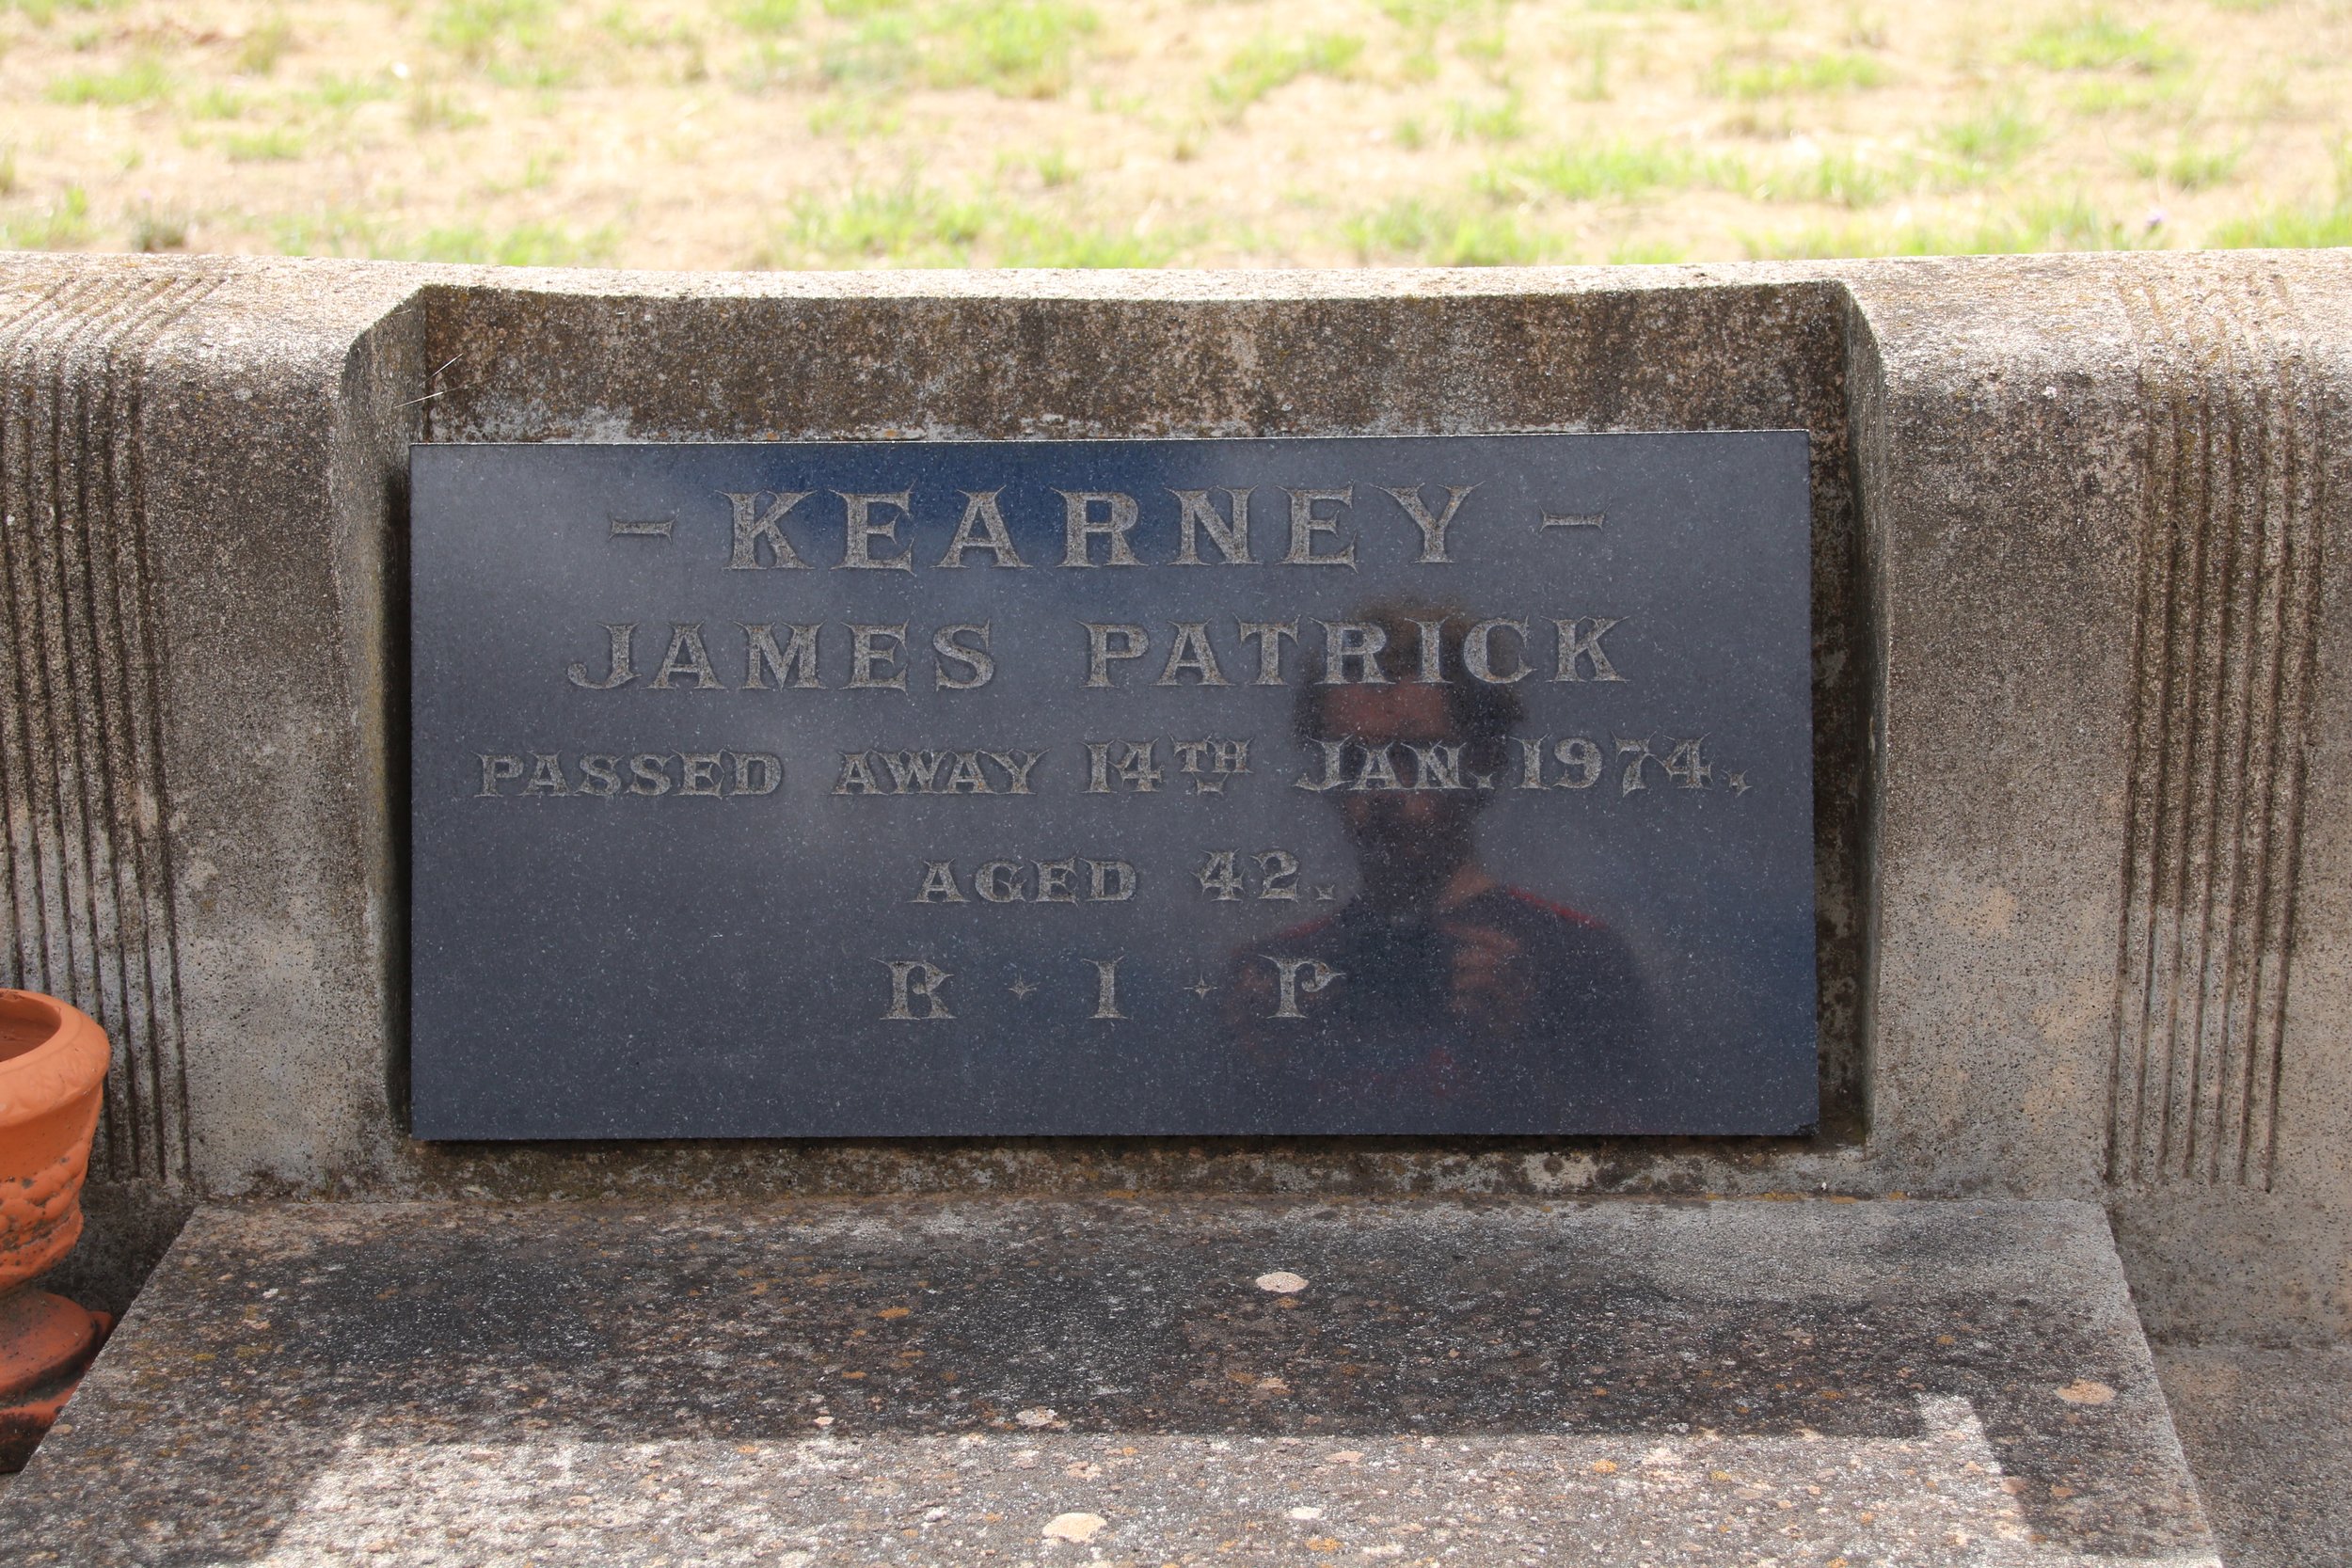 - KEARNEY -
JAMES PATRICK
PASSED AWAY 14TH JAN. 1974,
AGED 42.
R · I · P